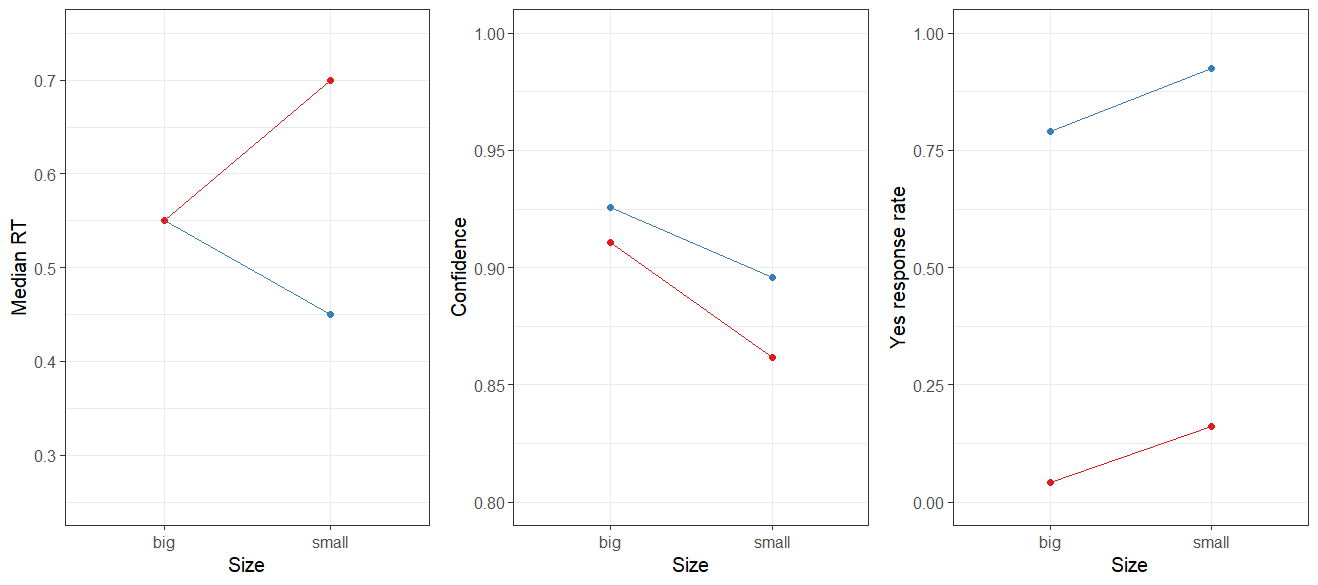 Median RT
0.7
0.6
0.5
0.4
0.3
big small
Size
Confidence
1.00
0.95
0.90
0.85
0.80
big small
Size
Yes response rate
1.00
0.75
0.50
0.25
0.00
big small
Size